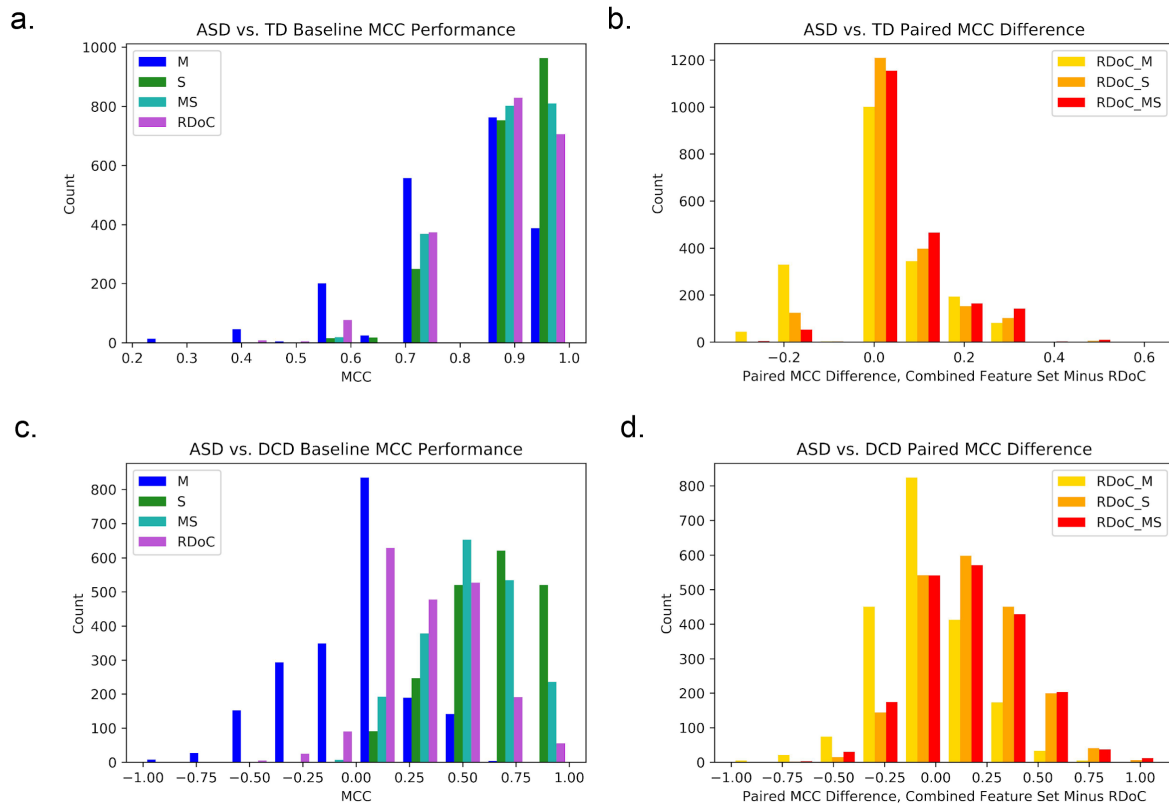 a.
ASD vs. TD Baseline MCC Performance
M
S
MS
RDoC
Count
1000
800
600
400
200
0
0.2 0.3 0.4 0.5 0.6 0.7 0.8 0.9 1.0
MCC
b.
ASD vs. TD Paired MCC Difference
RDoC_M
RDoC_S
RDoC_MS
Count
1200
1000
800
600
400
200
0
−0.2 0.0 0.2 0.4 0.6
Paired MCC Difference, Combined Feature Set Minus RDoC
c.
ASD vs. DCD Baseline MCC Performance
M
S
MS
RDoC
Count
800
700
600
500
400
300
200
100
0
−1.00 −0.75 −0.50 −0.25 0.00 0.25 0.50 0.75 1.00
MCC
d.
ASD vs. DCD Paired MCC Difference
RDoC_M
RDoC_S
RDoC_MS
Count
800
700
600
500
400
300
200
100
0
−1.00 −0.75 −0.50 −0.25 0.00 0.25 0.50 0.75 1.00
Paired MCC Difference, Combined Feature Set Minus RDoC